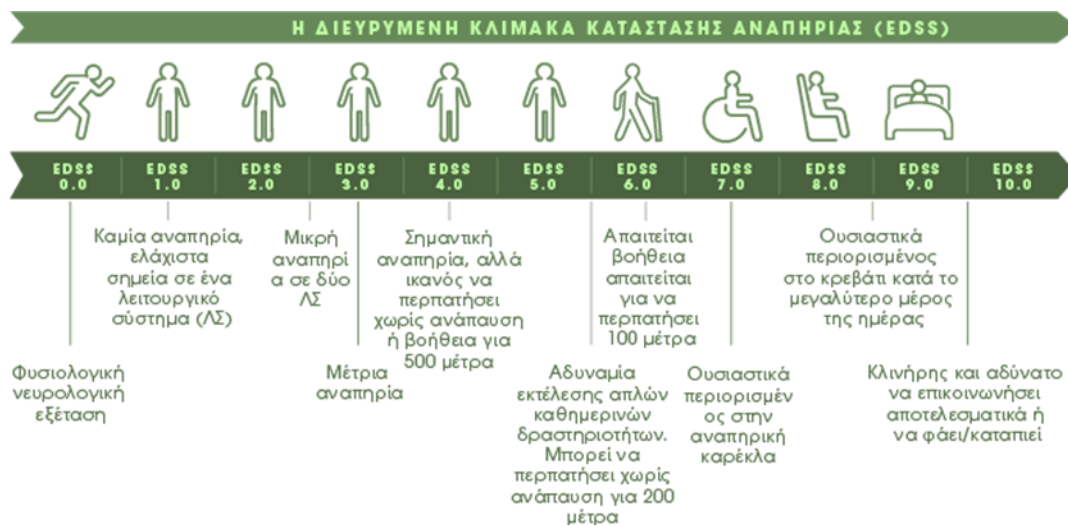 Η ΔΙΕΥΡΥΜΕΝΗ ΚΛΙΜΑΚΑ ΚΑΤΑΣΤΑΣΗΣ ΑΝΑΠΗΡΙΑΣ (EDSS)
EDSS
0.0
EDSS
1.0
EDSS
2.0
EDSS
3.0
EDSS
4.0
EDSS
5.0
EDSS
6.0
EDSS
7.0
EDSS
8.0
EDSS
9.0
EDSS
10.0
Φυσιολογική
νευρολογική
εξέταση
Καμία αναπηρία,
ελάχιστα
σημεία σε ένα
λειτουργικό
σύστημα (ΛΣ)
Μικρή
αναπηρί
α σε δύο
ΛΣ
Μέτρια
αναπηρία
Σημαντική
αναπηρία, αλλά
ικανός να
περπατήσει
χωρίς ανάπαυση
ή βοήθεια για
500 μέτρα
Αδυναμία
εκτέλεσης απλών
καθημερινών
δραστηριοτήτων.
Μπορεί να
περπατήσει χωρίς
ανάπαυση για 200
μέτρα
Απαιτείται
βοήθεια
απαιτείται
για να
περπατήσει
100 μέτρα
Ουσιαστικά
περιορισμέν
ος στην
αναπηρική
καρέκλα
Ουσιαστικά
περιορισμένος
στο κρεβάτι κατά το
μεγαλύτερο μέρος
της ημέρας
Κλινήρης και αδύνατο
να επικοινωνήσει
αποτελεσματικά ή
να φάει/καταπιεί